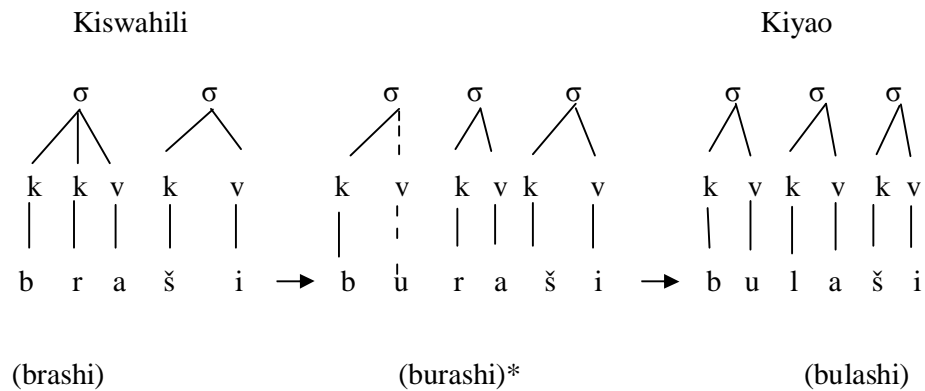 Kiswahili Kiyao
σ σ σ σ σ σ σ σ
k k v k v k v k v k v k v k v k v
b r a š i → b u r a š i → b u l a š i
(brashi) (burashi)* (bulashi)